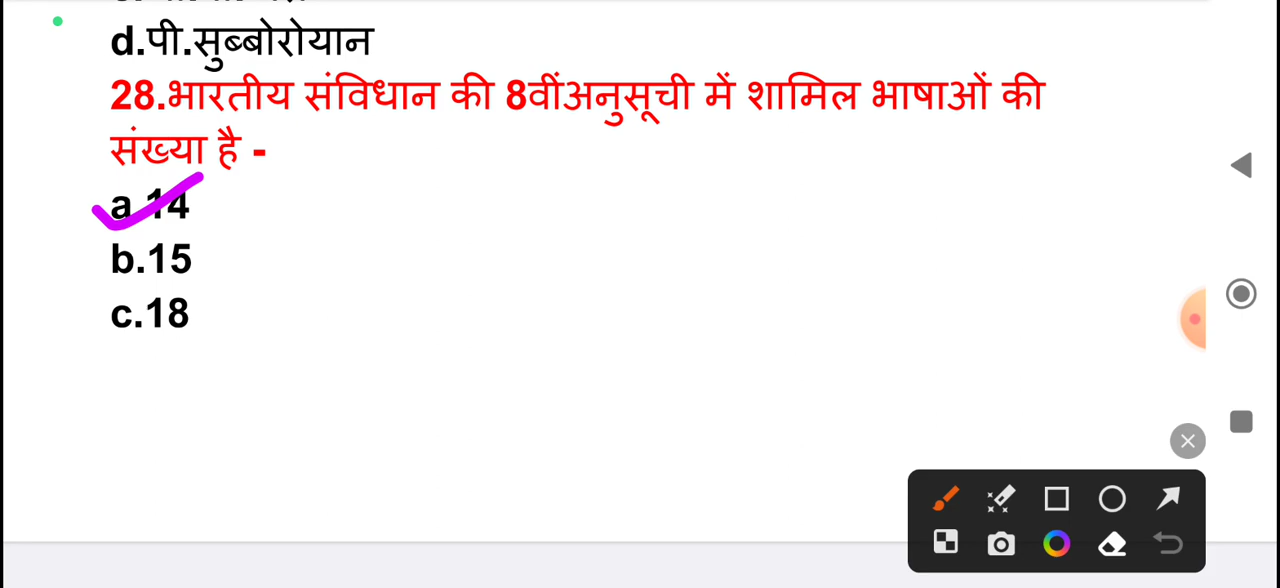 d.पी.सुब्बोरोयान
28.भारतीय संविधान की 8वींअनुसूची में शामिल भाषाओं की
संख्या है -
a.14
b.15
c.18